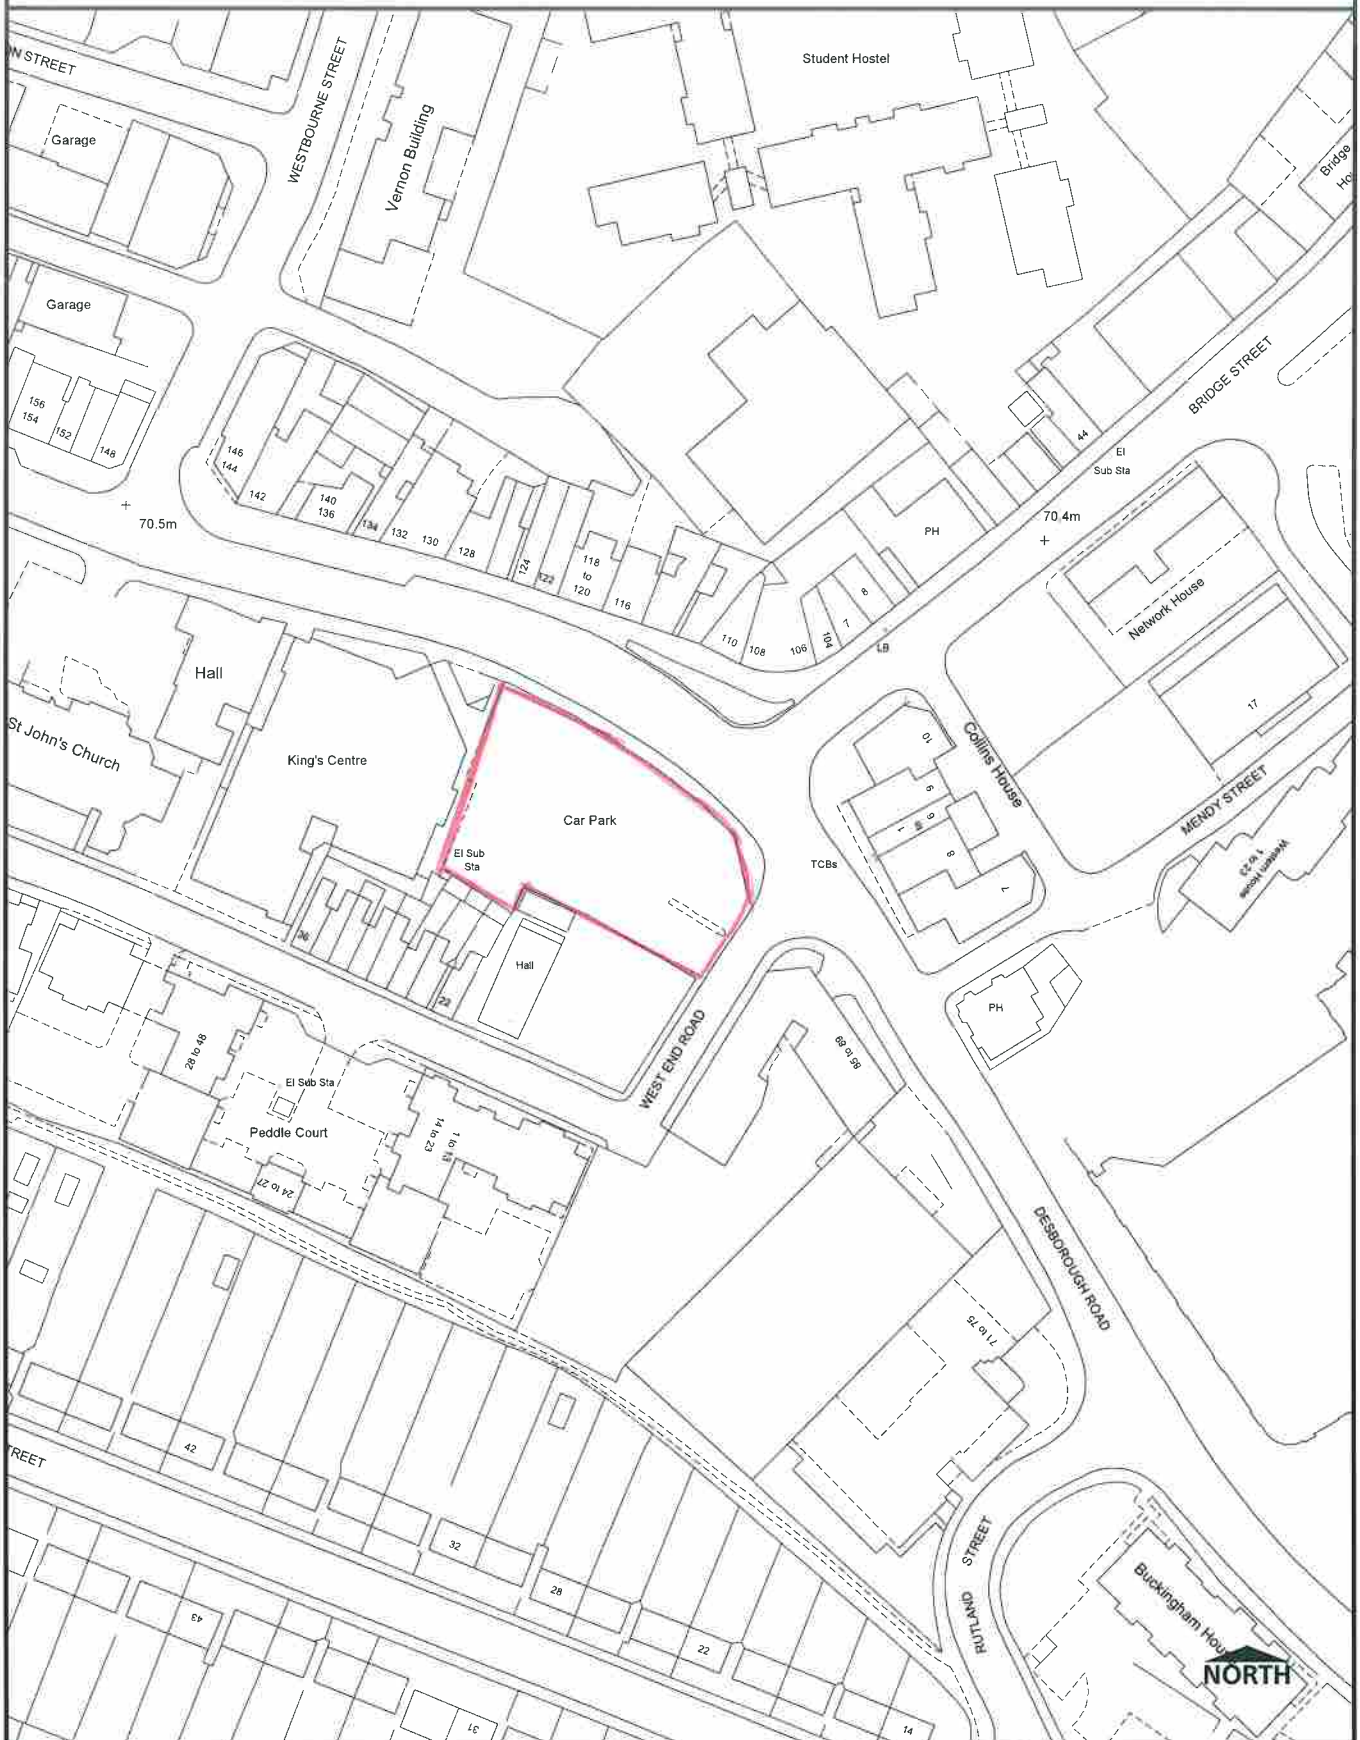 N STREET
WESTBOURNE STREET
Student Hostel
Garage
Vernon Building
Bridge
Garage
BRIDGE STREET
156
154
152
148
146
144
142
140
136
134
132
130
128
124
122
118
to
120
116
110
108
106
104
7
8
PH
44
El
Sub Sta
70.5m
70.4m
Network House
LB
Hall
St John's Church
King's Centre
Car Park
El Sub
Sta
Collins House
10
9
8
7
17
MENDY STREET
Western House
1 to 23
TCBs
36
22
Hall
PH
WEST END ROAD
28 to 48
El Sub Sta
Peddle Court
14 to 23
1 to 13
24 to 27
DESBOROUGH ROAD
71 to 75
TREET
42
32
28
22
14
43
31
RUTLAND STREET
Buckingham Hou
NORTH